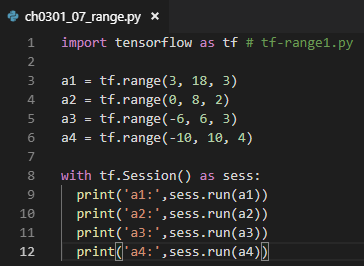 ch0301_07_range.py ×
1 import tensorflow as tf # tf-range1.py
2
3 a1 = tf.range(3, 18, 3)
4 a2 = tf.range(0, 8, 2)
5 a3 = tf.range(-6, 6, 3)
6 a4 = tf.range(-10, 10, 4)
7
8 with tf.Session() as sess:
9   print('a1:',sess.run(a1))
10   print('a2:',sess.run(a2))
11   print('a3:',sess.run(a3))
12   print('a4:',sess.run(a4))